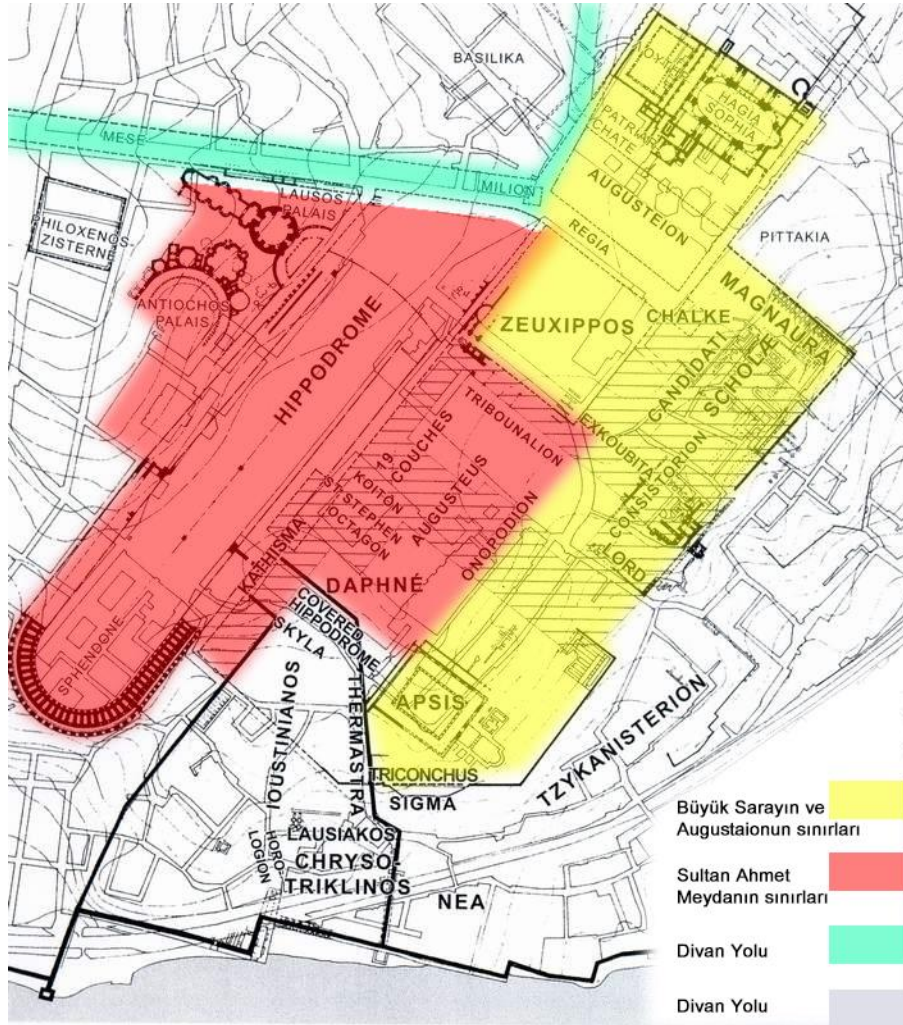 BASILIKA
MESE
MILION
HAGIA
SOPHIA
PATRIAR
CHATE
AUGUSTEION
REGIA
PITTAKIA
LAUSOS
PALAIS
HILOXENOS-
ZISTERNE
ANTIOCHOS
PALAIS
HIPPODROME
ZEUXIPPOS
CHALKE
MAGNAURA
CANDIDATI
SCHOLÆ
TRIBOUNALION
EXKOUBITA
CONSISTORION
LORD
19
COUCHES
KOITÔN
ST STEPHEN
OCTAGON
AUGUSTEUS
ONOPODION
KATHISMA
DAPHNÉ
COVERED
HIPPODROME
SKYLA
SPHENDONE
IOUSTINIANOS
THERMASTRA
APSIS
TRICONCHUS
SIGMA
TZYKANISTERION
LAUSIAKOS
HORO
LOGION
CHRYSO-
TRIKLINOS
NEA
Büyük Sarayın ve
Augustaionun sınırları
Sultan Ahmet
Meydanın sınırları
Divan Yolu
Divan Yolu